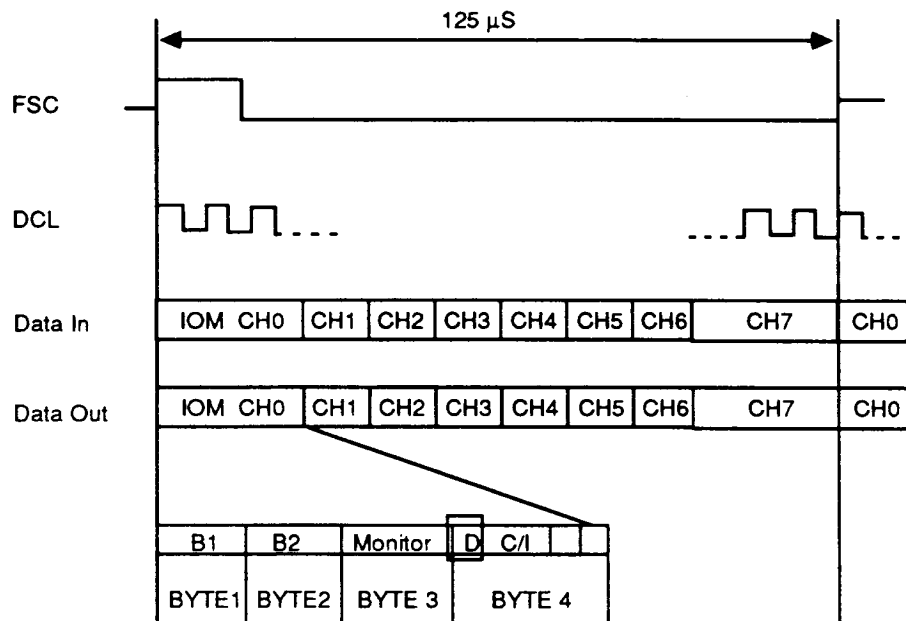 125 µS
FSC
DCL
Data In IOM CH0 CH1 CH2 CH3 CH4 CH5 CH6 CH7 CH0
Data Out IOM CH0 CH1 CH2 CH3 CH4 CH5 CH6 CH7 CH0
B1 B2 Monitor D C/I
BYTE1 BYTE2 BYTE 3 BYTE 4